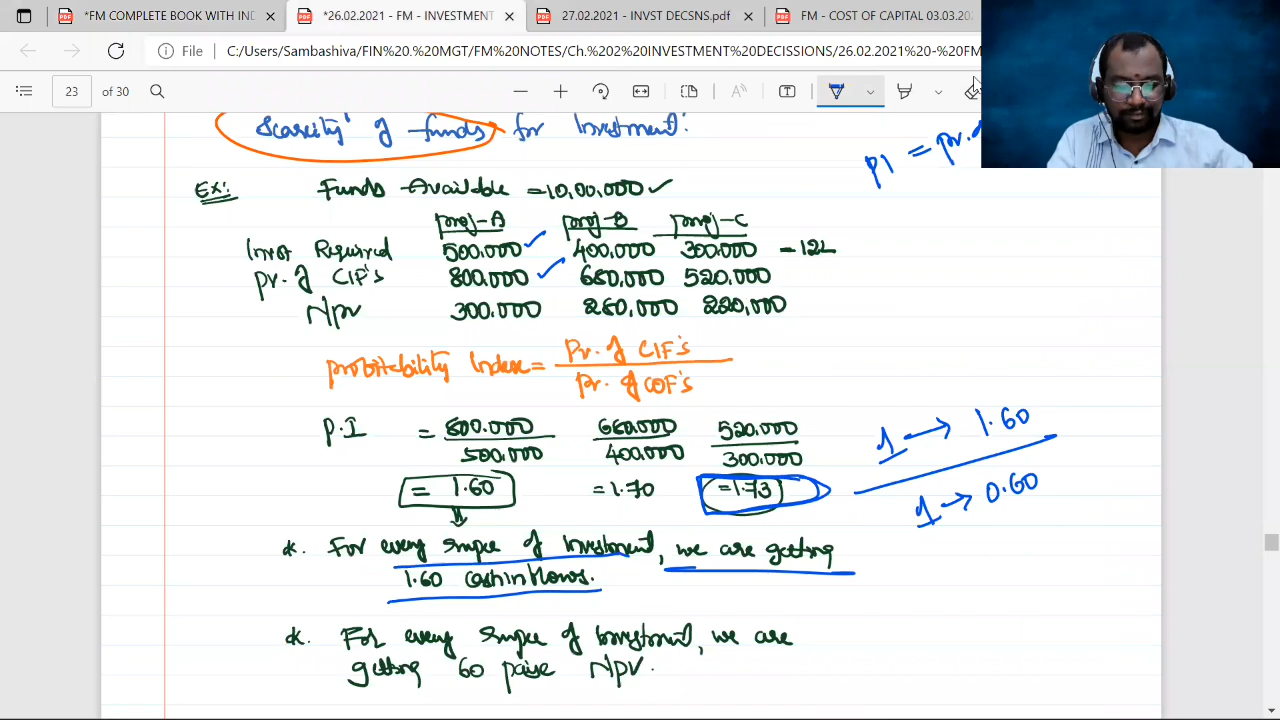 *FM COMPLETE BOOK WITH IND
*26.02.2021 - FM - INVESTMENT
27.02.2021 - INVST DECSNS.pdf
FM - COST OF CAPITAL 03.03.20
File C:/Users/Sambashiva/FIN%20.%20MGT/FM%20NOTES/Ch.%202%20INVESTMENT%20DECISSIONS/26.02.2021%20-%20FM
23 of 30
Scarcity of funds for Investment.
PI = Pr. of
Ex: Funds Available = 10,00,000
Proj-A Proj-B Proj-C
Invst Required 500.000 400.000 300.000 = 12L
Pr. of CIF's 800.000 680.000 520.000
Npv 300.000 280.000 220.000
Profitability Index = Pr. of CIF's
Pr. of COF's
P.I = 800.000 680.000 520.000
500.000 400.000 300.000
= 1.60 = 1.70 = 1.73
1 → 1.60
1 → 0.60
*. For every rupee of Investment, we are getting
1.60 cash inflows.
*. For every rupee of Investment, we are
getting 60 paise Npv.